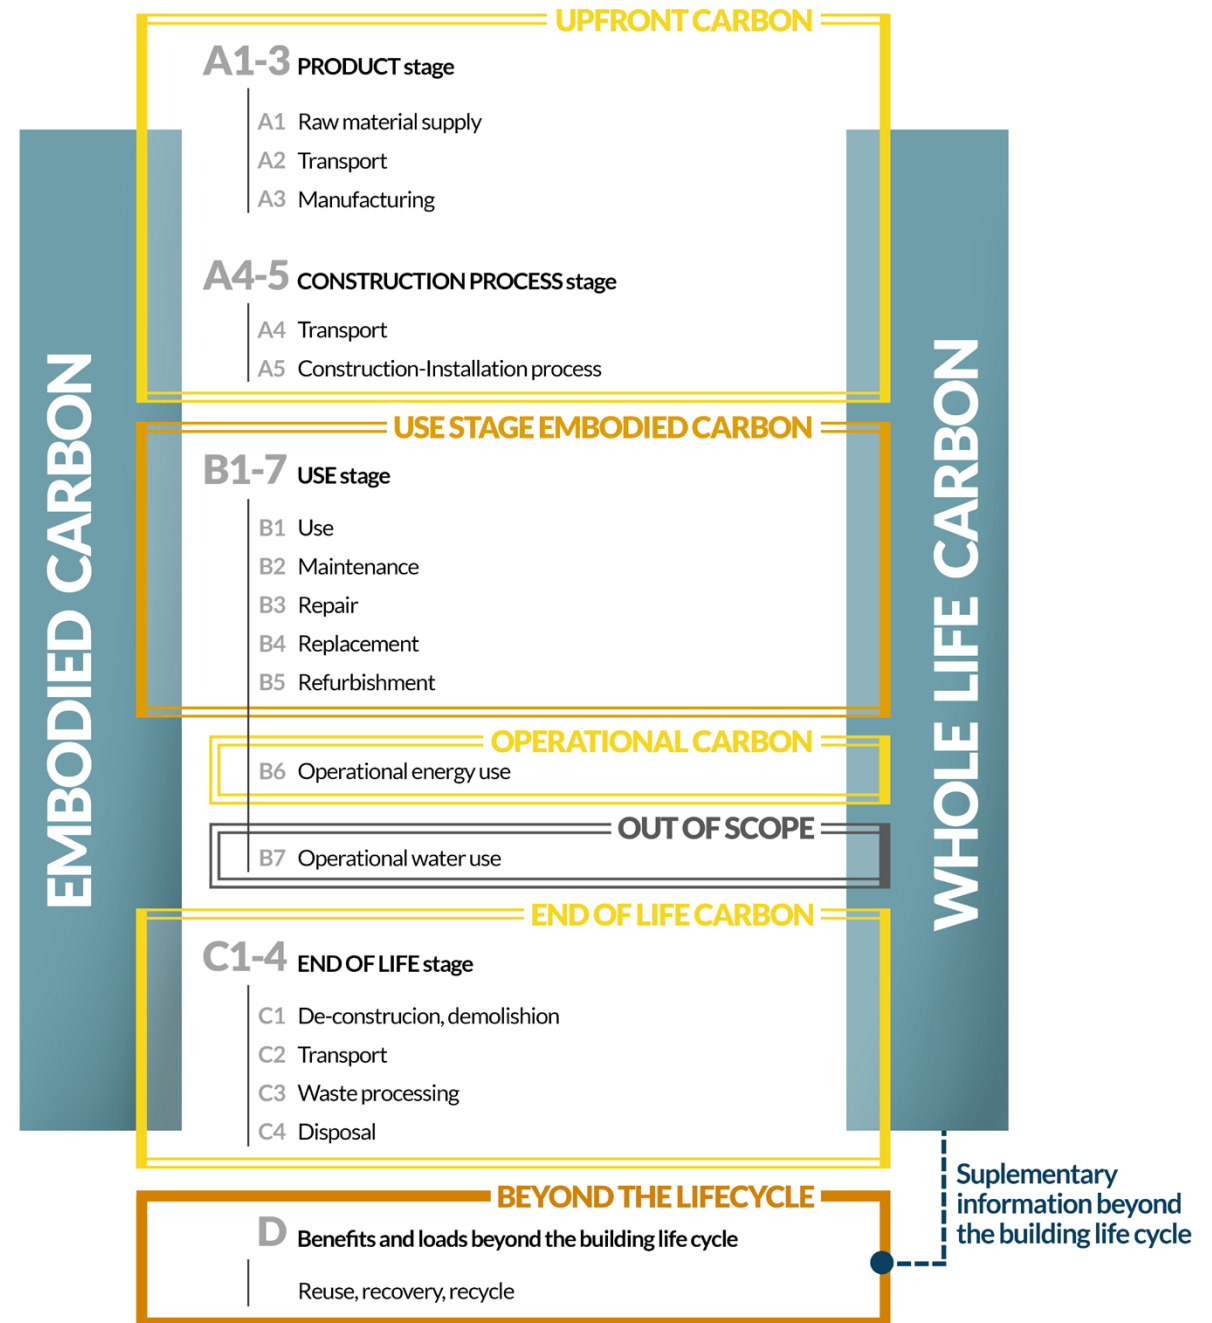 UPFRONT CARBON
A1-3 PRODUCT stage
A1 Raw material supply
A2 Transport
A3 Manufacturing
A4-5 CONSTRUCTION PROCESS stage
A4 Transport
A5 Construction-Installation process
USE STAGE EMBODIED CARBON
B1-7 USE stage
B1 Use
B2 Maintenance
B3 Repair
B4 Replacement
B5 Refurbishment
OPERATIONAL CARBON
B6 Operational energy use
OUT OF SCOPE
B7 Operational water use
END OF LIFE CARBON
C1-4 END OF LIFE stage
C1 De-construcion, demolishion
C2 Transport
C3 Waste processing
C4 Disposal
BEYOND THE LIFECYCLE
D Benefits and loads beyond the building life cycle
Reuse, recovery, recycle
EMBODIED CARBON
WHOLE LIFE CARBON
Suplementary
information beyond
the building life cycle